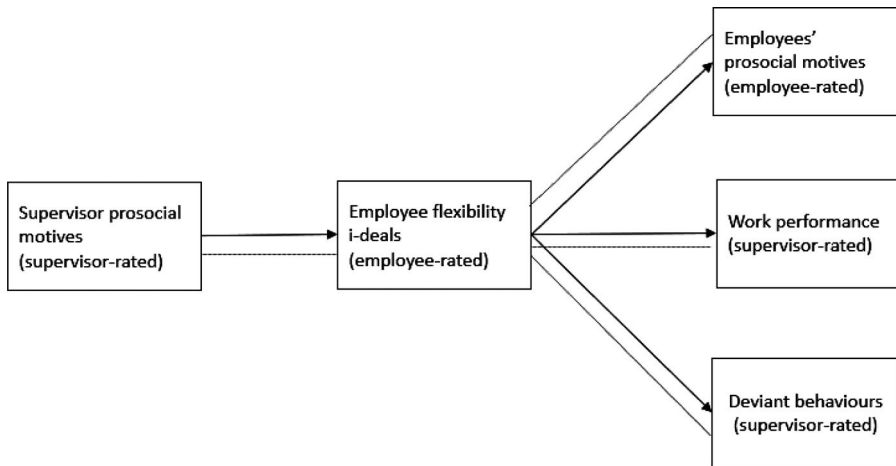 Employees'
prosocial motives
(employee-rated)
Supervisor prosocial
motives
(supervisor-rated)
Employee flexibility
i-deals
(employee-rated)
Work performance
(supervisor-rated)
Deviant behaviours
(supervisor-rated)